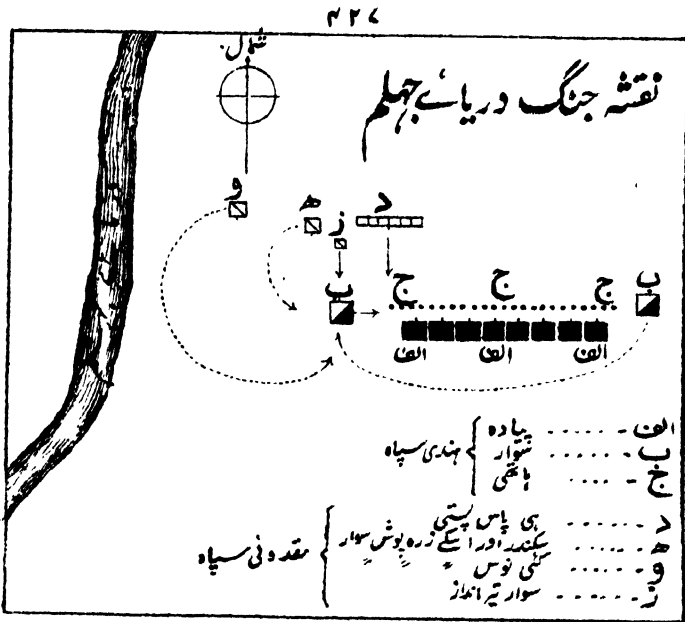 ۴۲۷
نقشہ جنگ دریائے جہلم
شمال
و
ھ
ز
د
ب
ج
ج
ج
ب
الف
الف
الف
الف ------ پیادہ
ب ------ سوار
ج ------ ہاتھی
ہندی سپاہ
د ------ ہی پاس پستی
ھ ------ سکندر اور اسکے زرہ پوش سوار
و ------ کئی نوس
ز ------ سوار تیر انداز
مقدونی سپاہ